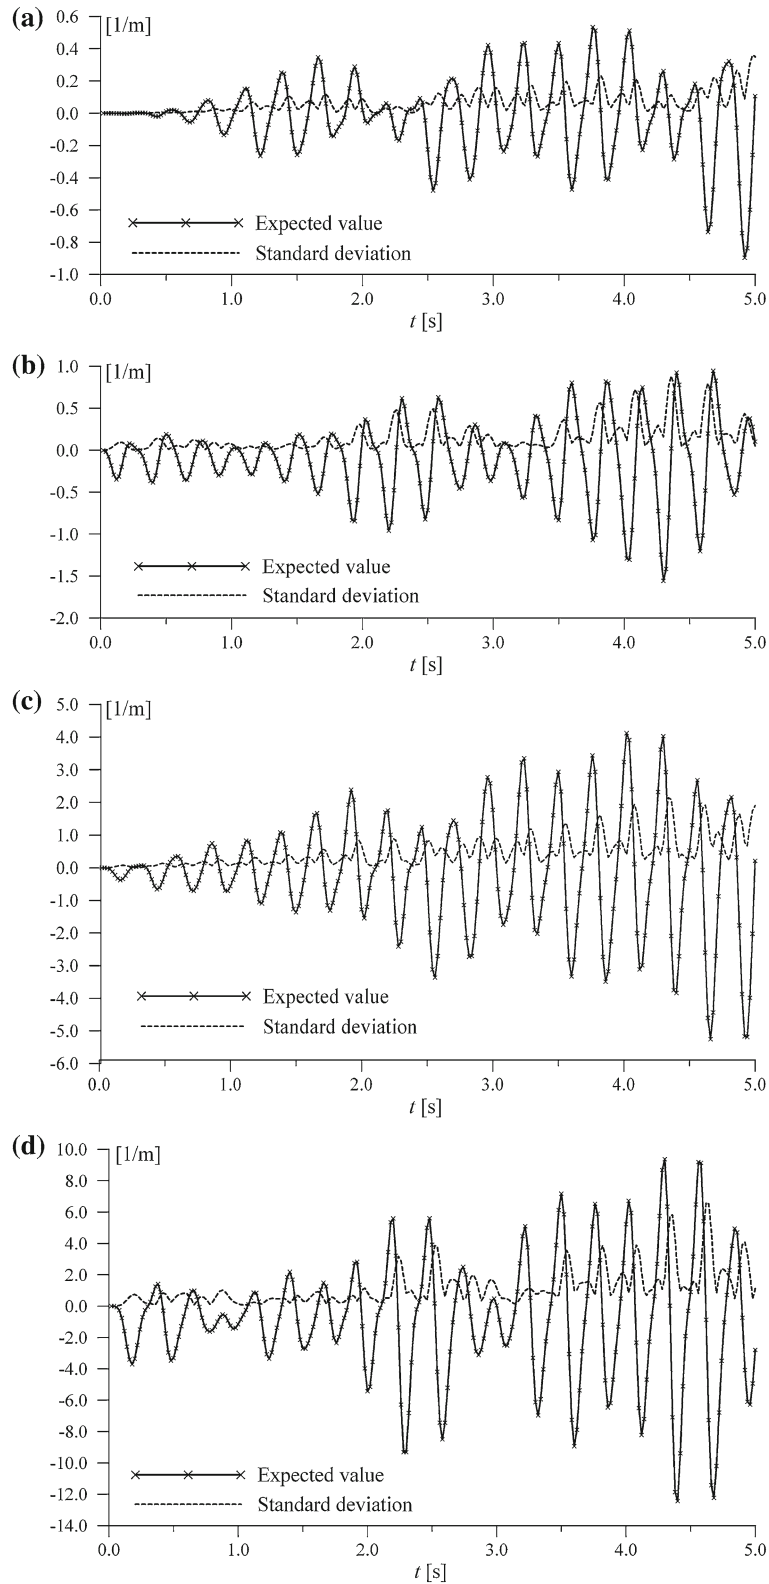 (a)
[1/m]
0.6
0.4
0.2
0.0
-0.2
-0.4
-0.6
-0.8
-1.0
Expected value
Standard deviation
0.0 1.0 2.0 3.0 4.0 5.0
t [s]
(b)
[1/m]
1.0
0.5
0.0
-0.5
-1.0
-1.5
-2.0
Expected value
Standard deviation
0.0 1.0 2.0 3.0 4.0 5.0
t [s]
(c)
[1/m]
5.0
4.0
3.0
2.0
1.0
0.0
-1.0
-2.0
-3.0
-4.0
-5.0
-6.0
Expected value
Standard deviation
0.0 1.0 2.0 3.0 4.0 5.0
t [s]
(d)
[1/m]
10.0
8.0
6.0
4.0
2.0
0.0
-2.0
-4.0
-6.0
-8.0
-10.0
-12.0
-14.0
Expected value
Standard deviation
0.0 1.0 2.0 3.0 4.0 5.0
t [s]